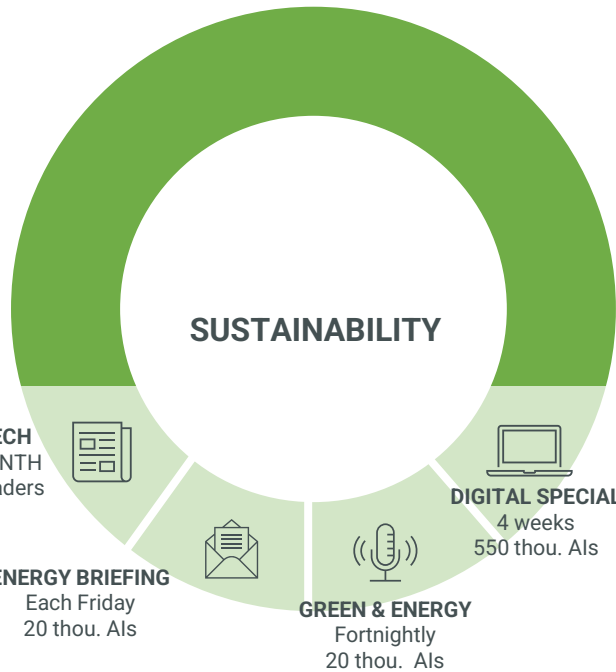 SUSTAINABILITY
ECH
NTH
ders
DIGITAL SPECIAL
4 weeks
550 thou. AIs
ENERGY BRIEFING
Each Friday
20 thou. AIs
GREEN & ENERGY
Fortnightly
20 thou. AIs